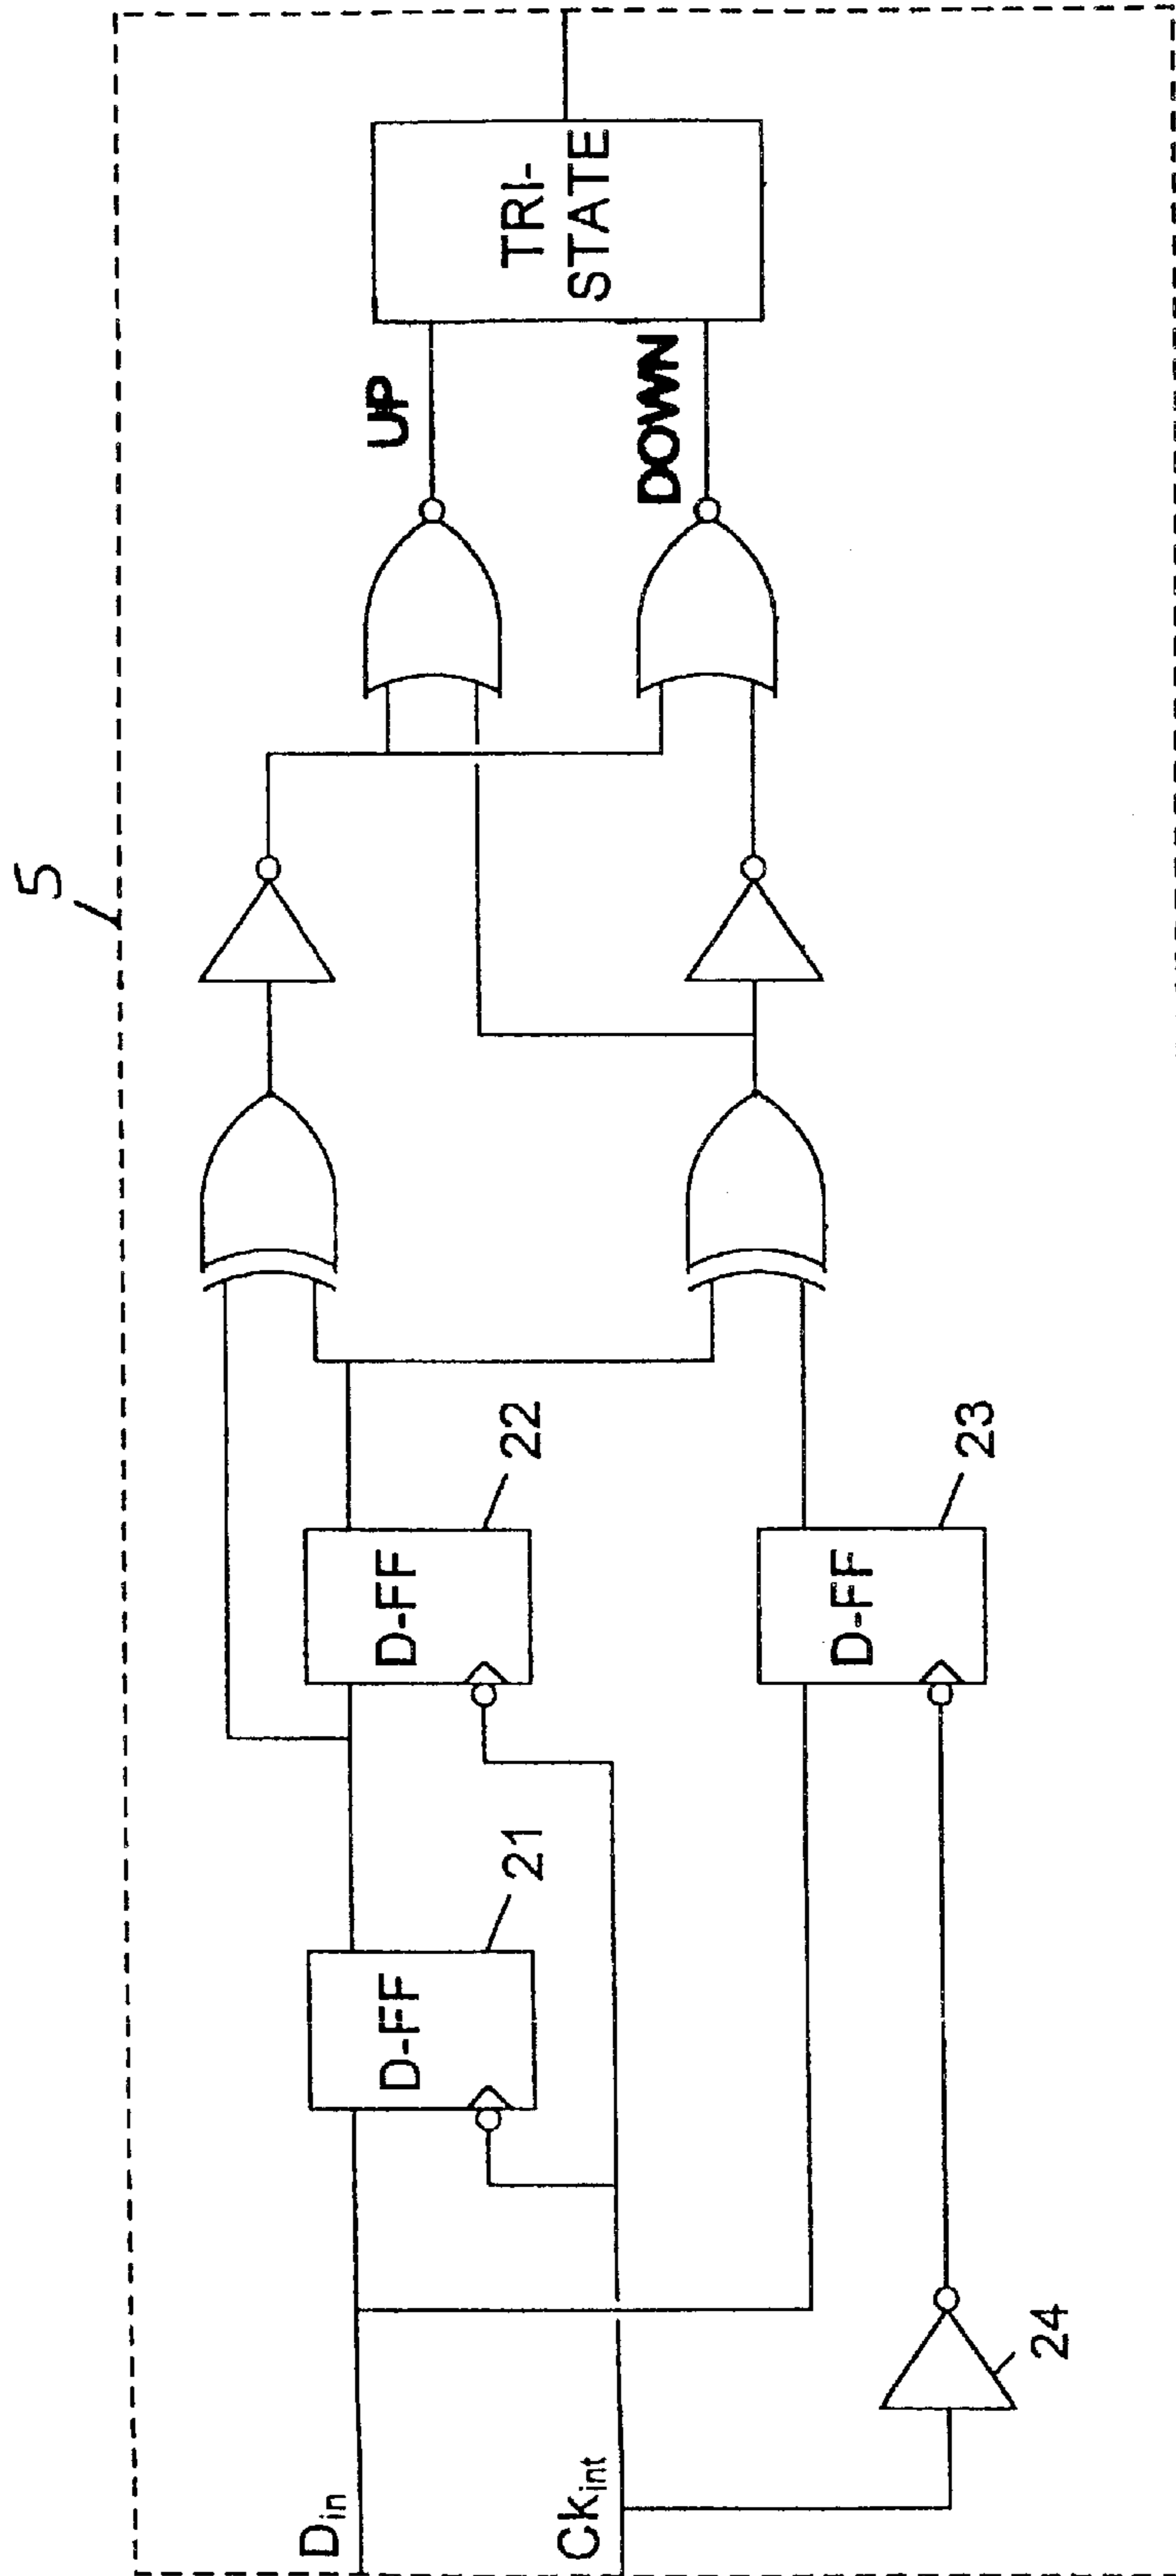 5
D-FF
21
D-FF
22
D-FF
23
24
D_in
Ck_int
UP
DOWN
TRI-
STATE